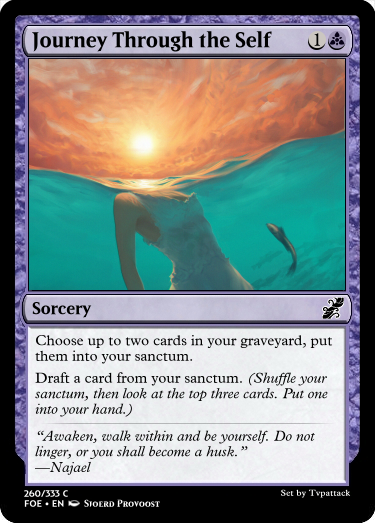 Journey Through the Self 1
Sorcery
Choose up to two cards in your graveyard, put
them into your sanctum.
Draft a card from your sanctum. (Shuffle your
sanctum, then look at the top three cards. Put one
into your hand.)
“Awaken, walk within and be yourself. Do not
linger, or you shall become a husk.”
—Najael
260/333 C
FOE • EN Sjoerd Provoost
Set by Tvpattack